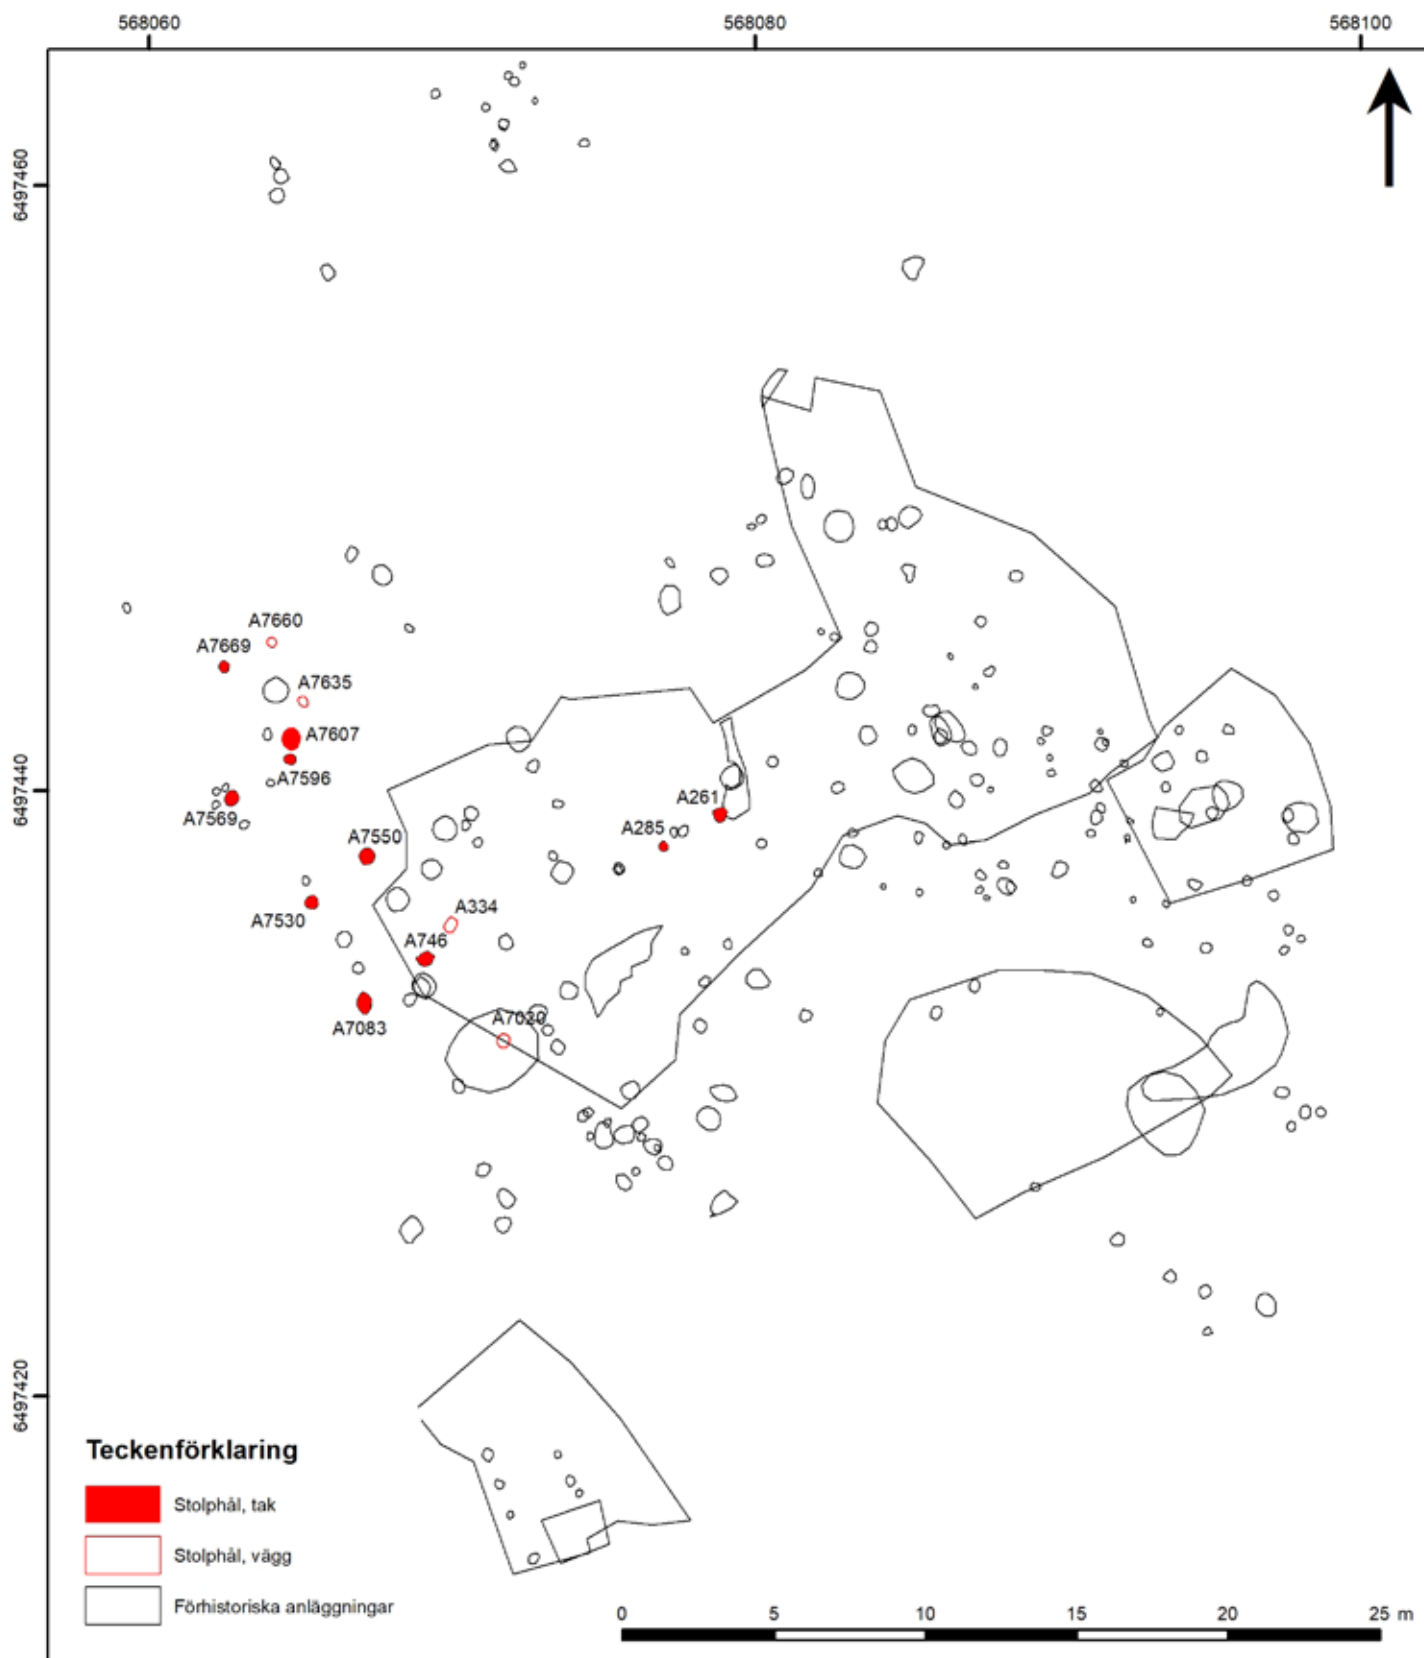 568060
568080
568100
6497460
A7660
A7669
A7635
A7607
A7596
6497440
A7569
A261
A285
A7550
A7530
A334
A746
A7083
A7020
6497420
Teckenförklaring
Stolphål, tak
Stolphål, vägg
Förhistoriska anläggningar
0 5 10 15 20 25 m